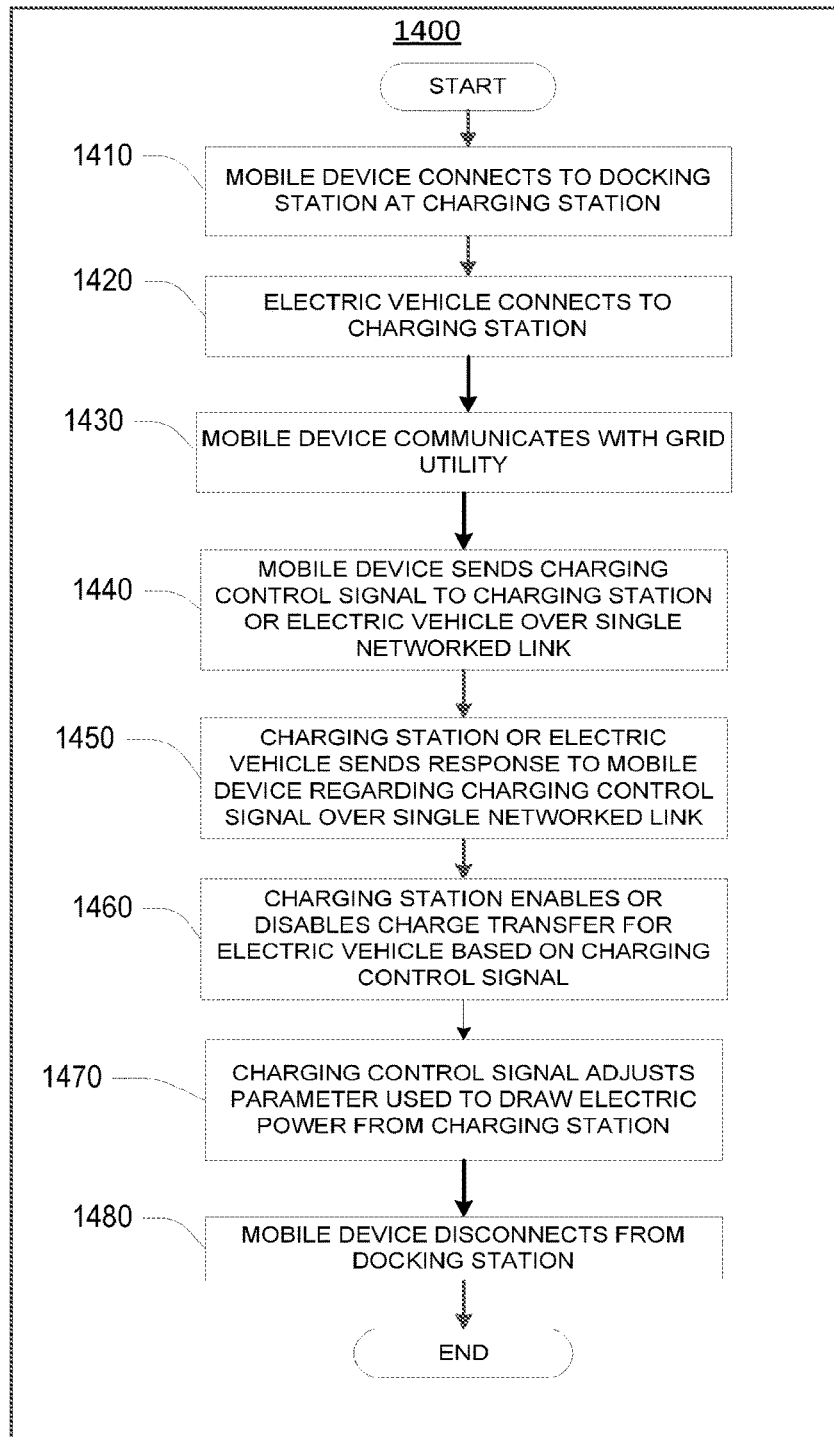 1400
START
1410
MOBILE DEVICE CONNECTS TO DOCKING
STATION AT CHARGING STATION
1420
ELECTRIC VEHICLE CONNECTS TO
CHARGING STATION
1430
MOBILE DEVICE COMMUNICATES WITH GRID
UTILITY
1440
MOBILE DEVICE SENDS CHARGING
CONTROL SIGNAL TO CHARGING STATION
OR ELECTRIC VEHICLE OVER SINGLE
NETWORKED LINK
1450
CHARGING STATION OR ELECTRIC
VEHICLE SENDS RESPONSE TO MOBILE
DEVICE REGARDING CHARGING CONTROL
SIGNAL OVER SINGLE NETWORKED LINK
1460
CHARGING STATION ENABLES OR
DISABLES CHARGE TRANSFER FOR
ELECTRIC VEHICLE BASED ON CHARGING
CONTROL SIGNAL
1470
CHARGING CONTROL SIGNAL ADJUSTS
PARAMETER USED TO DRAW ELECTRIC
POWER FROM CHARGING STATION
1480
MOBILE DEVICE DISCONNECTS FROM
DOCKING STATION
END